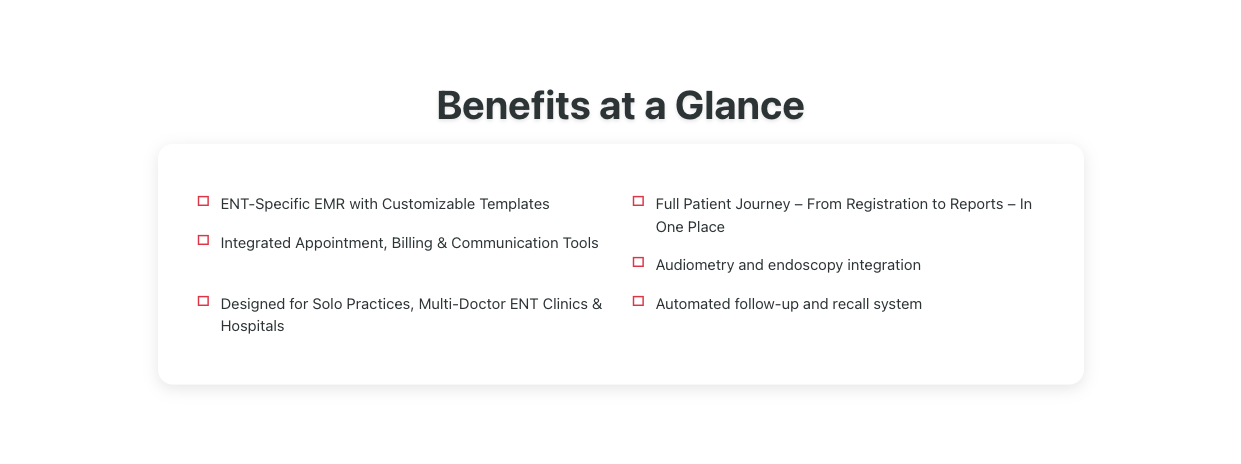 Benefits at a Glance
ENT-Specific EMR with Customizable Templates
Integrated Appointment, Billing & Communication Tools
Designed for Solo Practices, Multi-Doctor ENT Clinics &
Hospitals
Full Patient Journey – From Registration to Reports – In
One Place
Audiometry and endoscopy integration
Automated follow-up and recall system